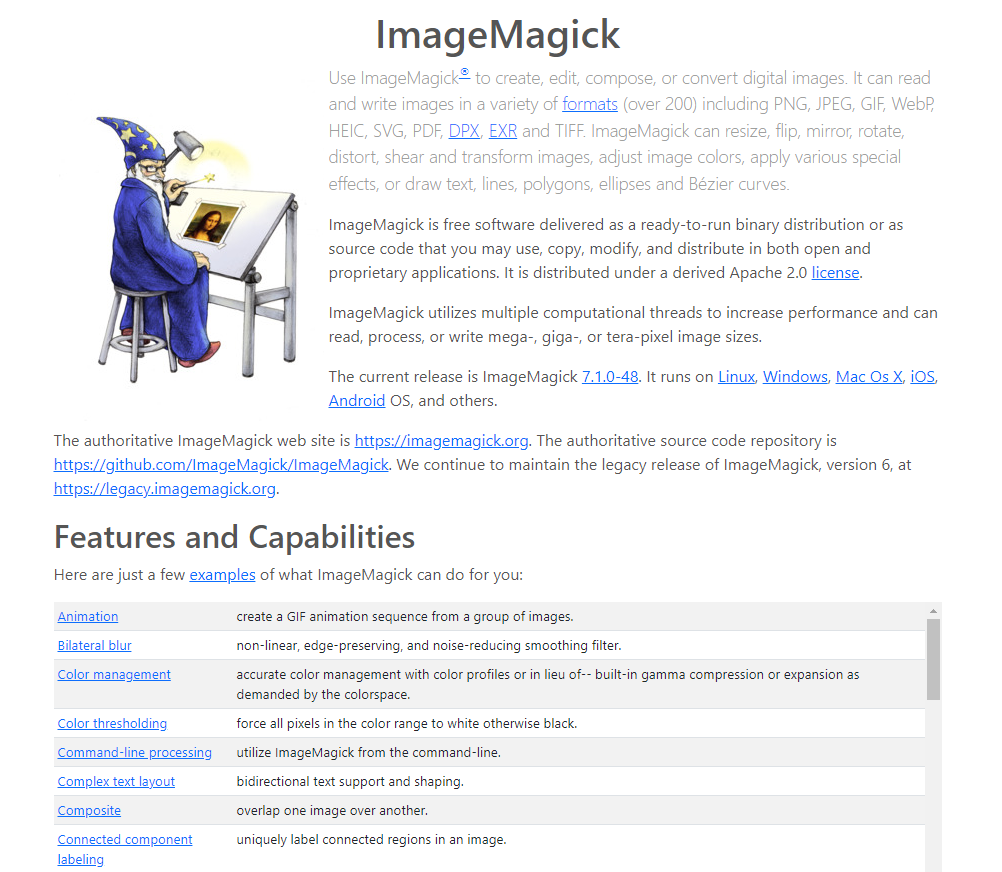 ImageMagick
Use ImageMagick® to create, edit, compose, or convert digital images. It can read
and write images in a variety of formats (over 200) including PNG, JPEG, GIF, WebP,
HEIC, SVG, PDF, DPX, EXR and TIFF. ImageMagick can resize, flip, mirror, rotate,
distort, shear and transform images, adjust image colors, apply various special
effects, or draw text, lines, polygons, ellipses and Bézier curves.
ImageMagick is free software delivered as a ready-to-run binary distribution or as
source code that you may use, copy, modify, and distribute in both open and
proprietary applications. It is distributed under a derived Apache 2.0 license.
ImageMagick utilizes multiple computational threads to increase performance and can
read, process, or write mega-, giga-, or tera-pixel image sizes.
The current release is ImageMagick 7.1.0-48. It runs on Linux, Windows, Mac Os X, iOS,
Android OS, and others.
The authoritative ImageMagick web site is https://imagemagick.org. The authoritative source code repository is
https://github.com/ImageMagick/ImageMagick. We continue to maintain the legacy release of ImageMagick, version 6, at
https://legacy.imagemagick.org.
Features and Capabilities
Here are just a few examples of what ImageMagick can do for you:
Animation create a GIF animation sequence from a group of images.
Bilateral blur non-linear, edge-preserving, and noise-reducing smoothing filter.
Color management accurate color management with color profiles or in lieu of-- built-in gamma compression or expansion as
demanded by the colorspace.
Color thresholding force all pixels in the color range to white otherwise black.
Command-line processing utilize ImageMagick from the command-line.
Complex text layout bidirectional text support and shaping.
Composite overlap one image over another.
Connected component uniquely label connected regions in an image.
labeling